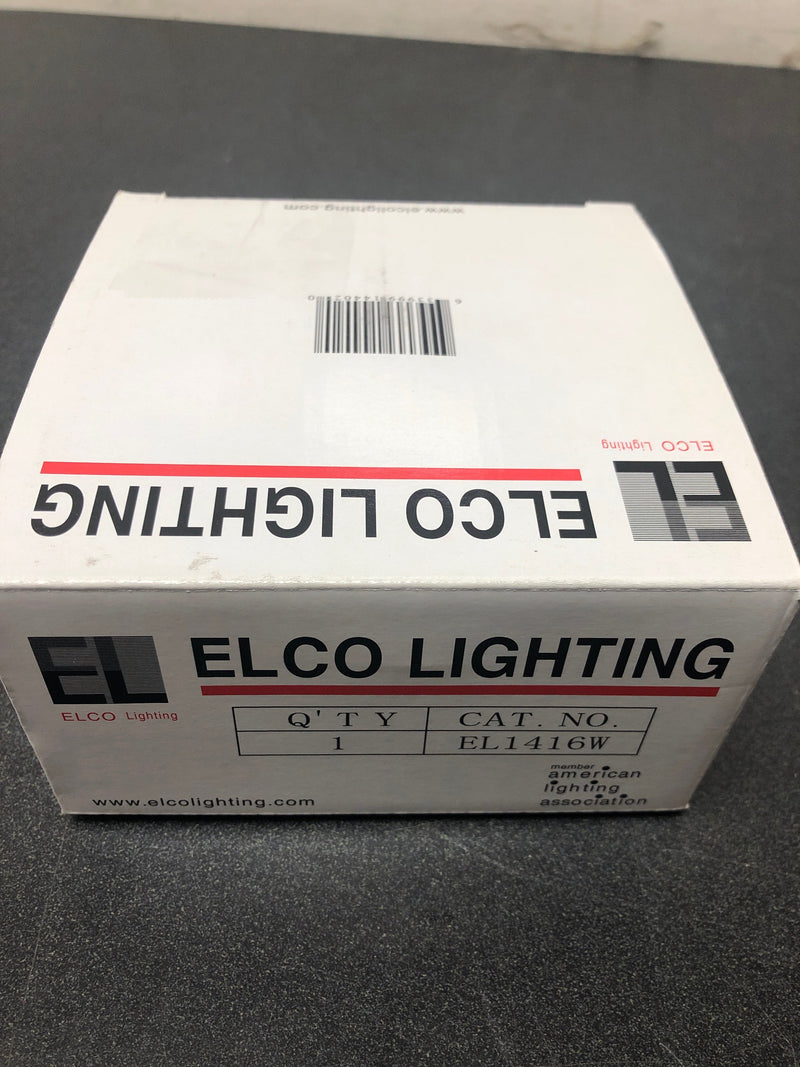 www.elcolighting.com
ELCO Lighting
EL
ELCO LIGHTING
EL
ELCO LIGHTING
ELCO Lighting
Q'TY CAT. NO.
1 EL1416W
www.elcolighting.com
member
american
lighting
association